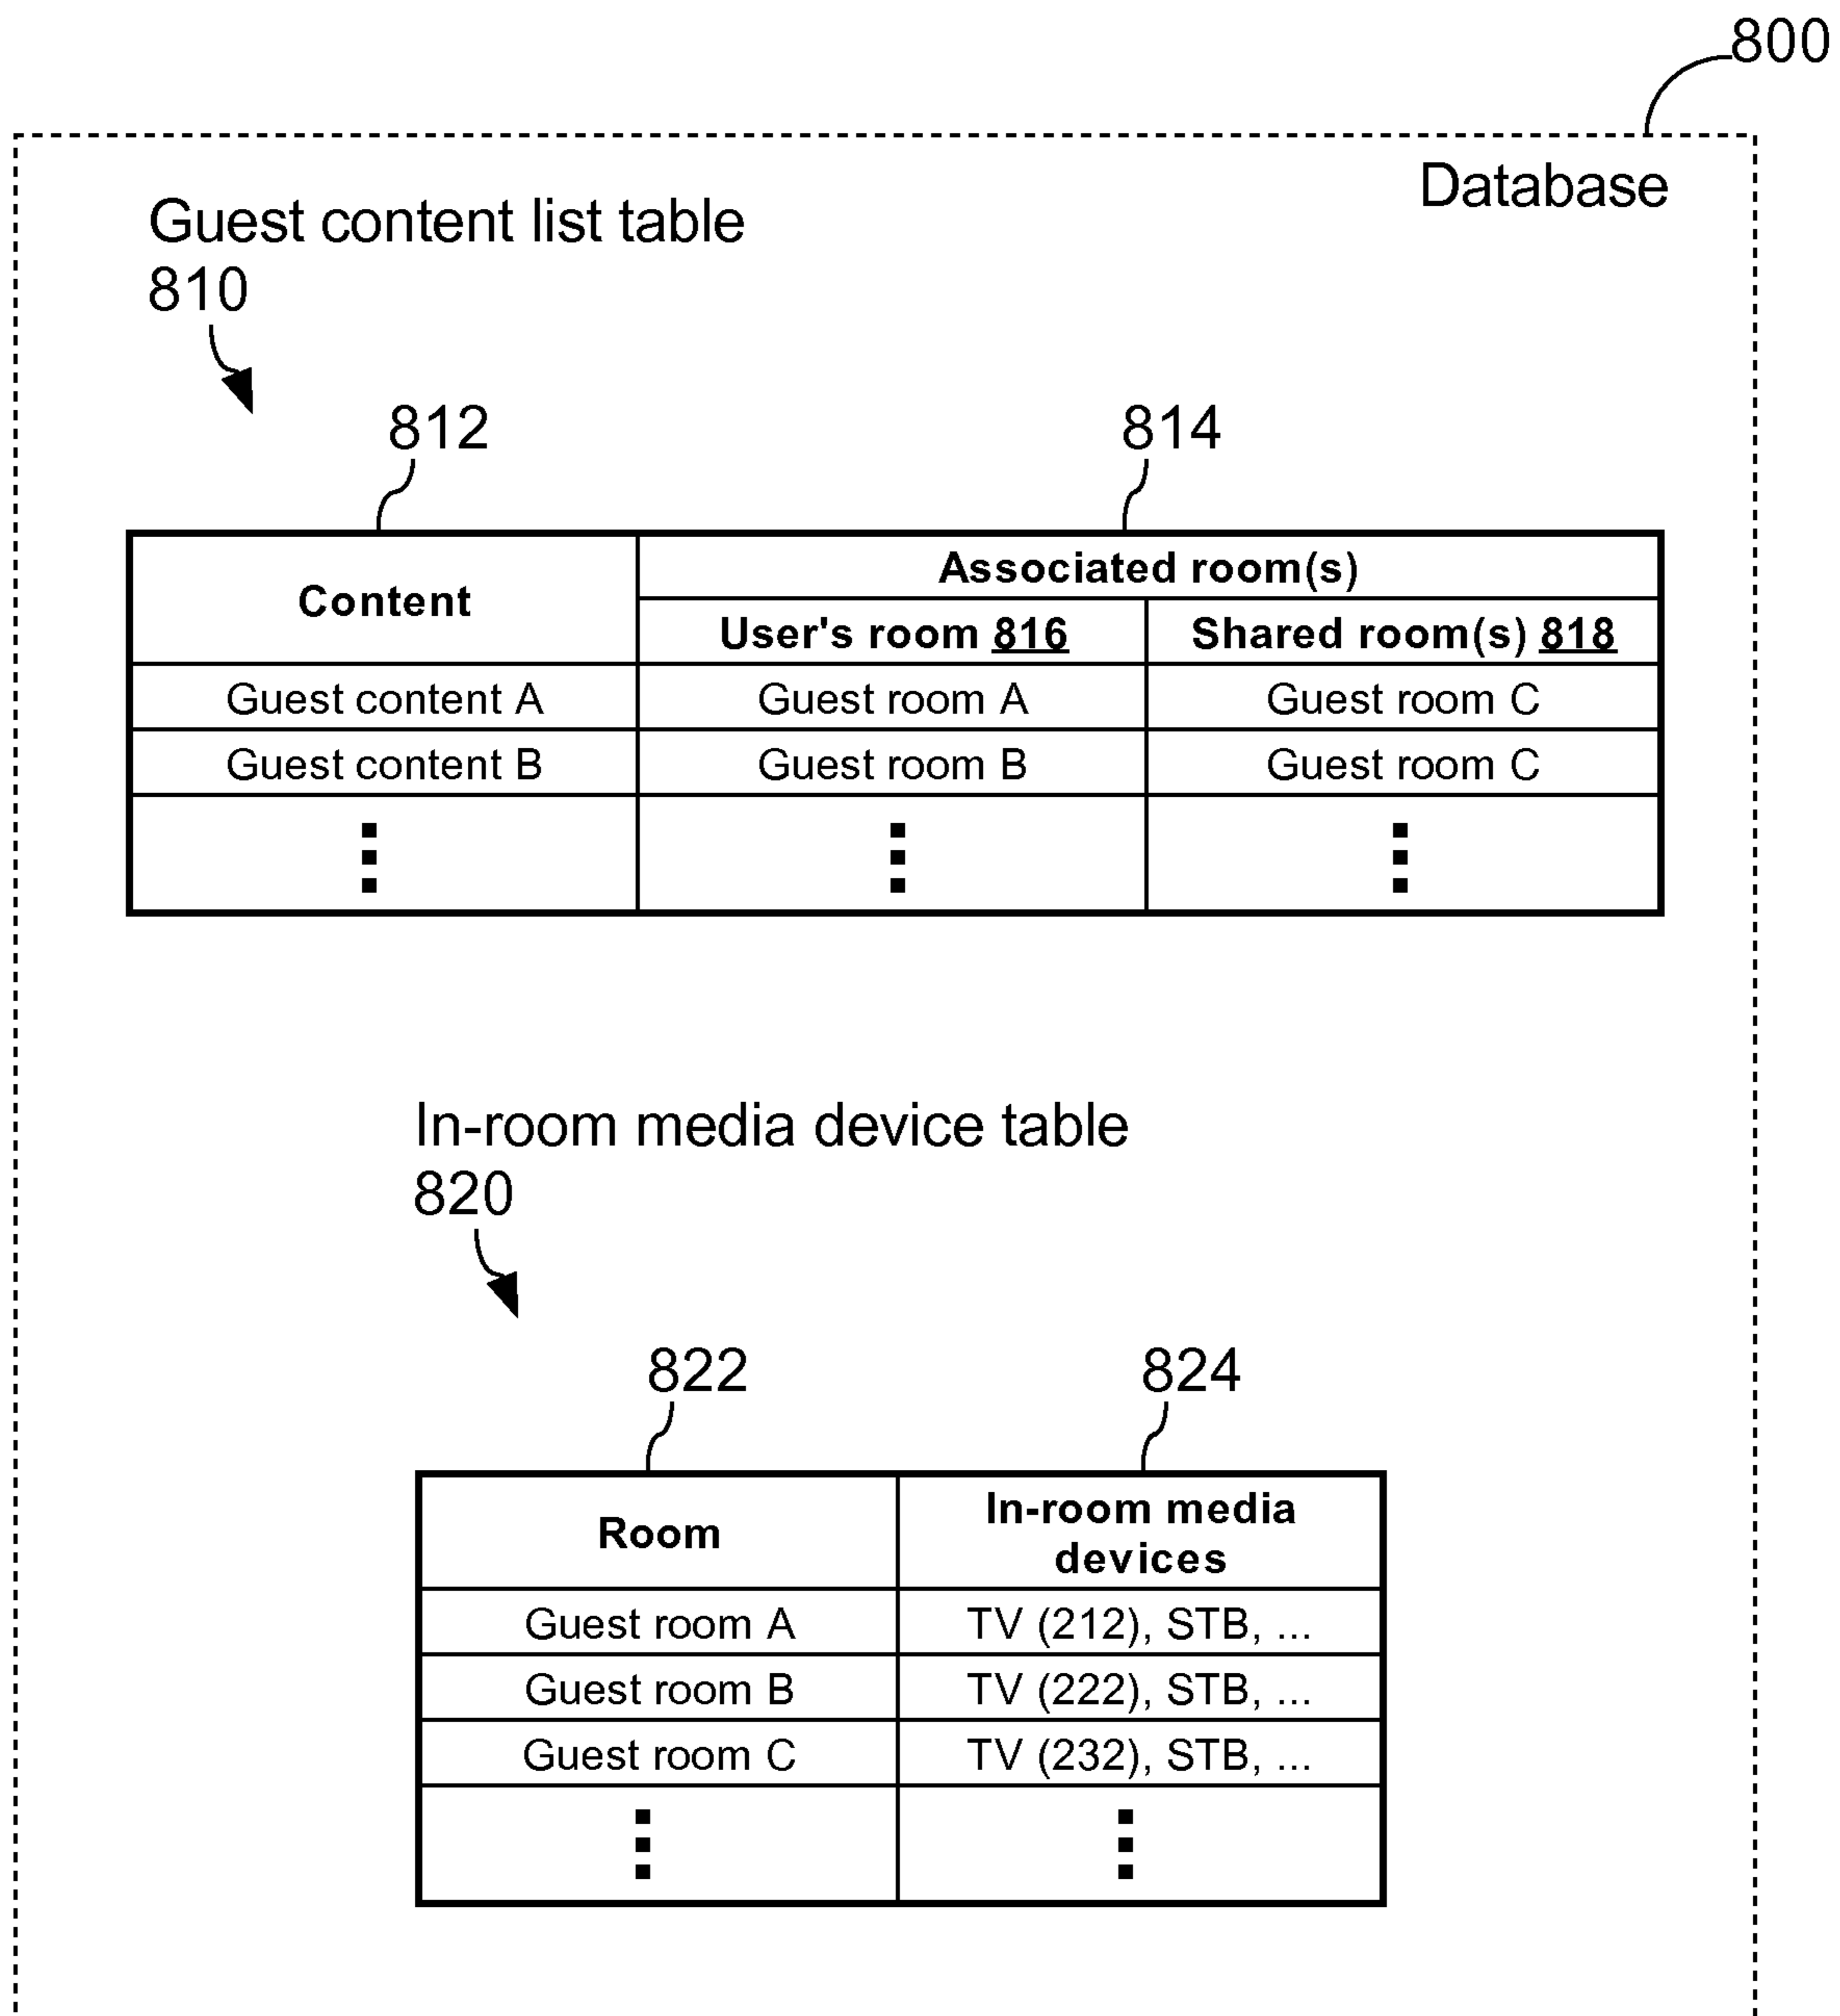 800
Database
Guest content list table
810
812
814
Content
Associated room(s)
User's room 816
Shared room(s) 818
Guest content A
Guest room A
Guest room C
Guest content B
Guest room B
Guest room C
In-room media device table
820
822
824
Room
In-room media
devices
Guest room A
TV (212), STB, ...
Guest room B
TV (222), STB, ...
Guest room C
TV (232), STB, ...